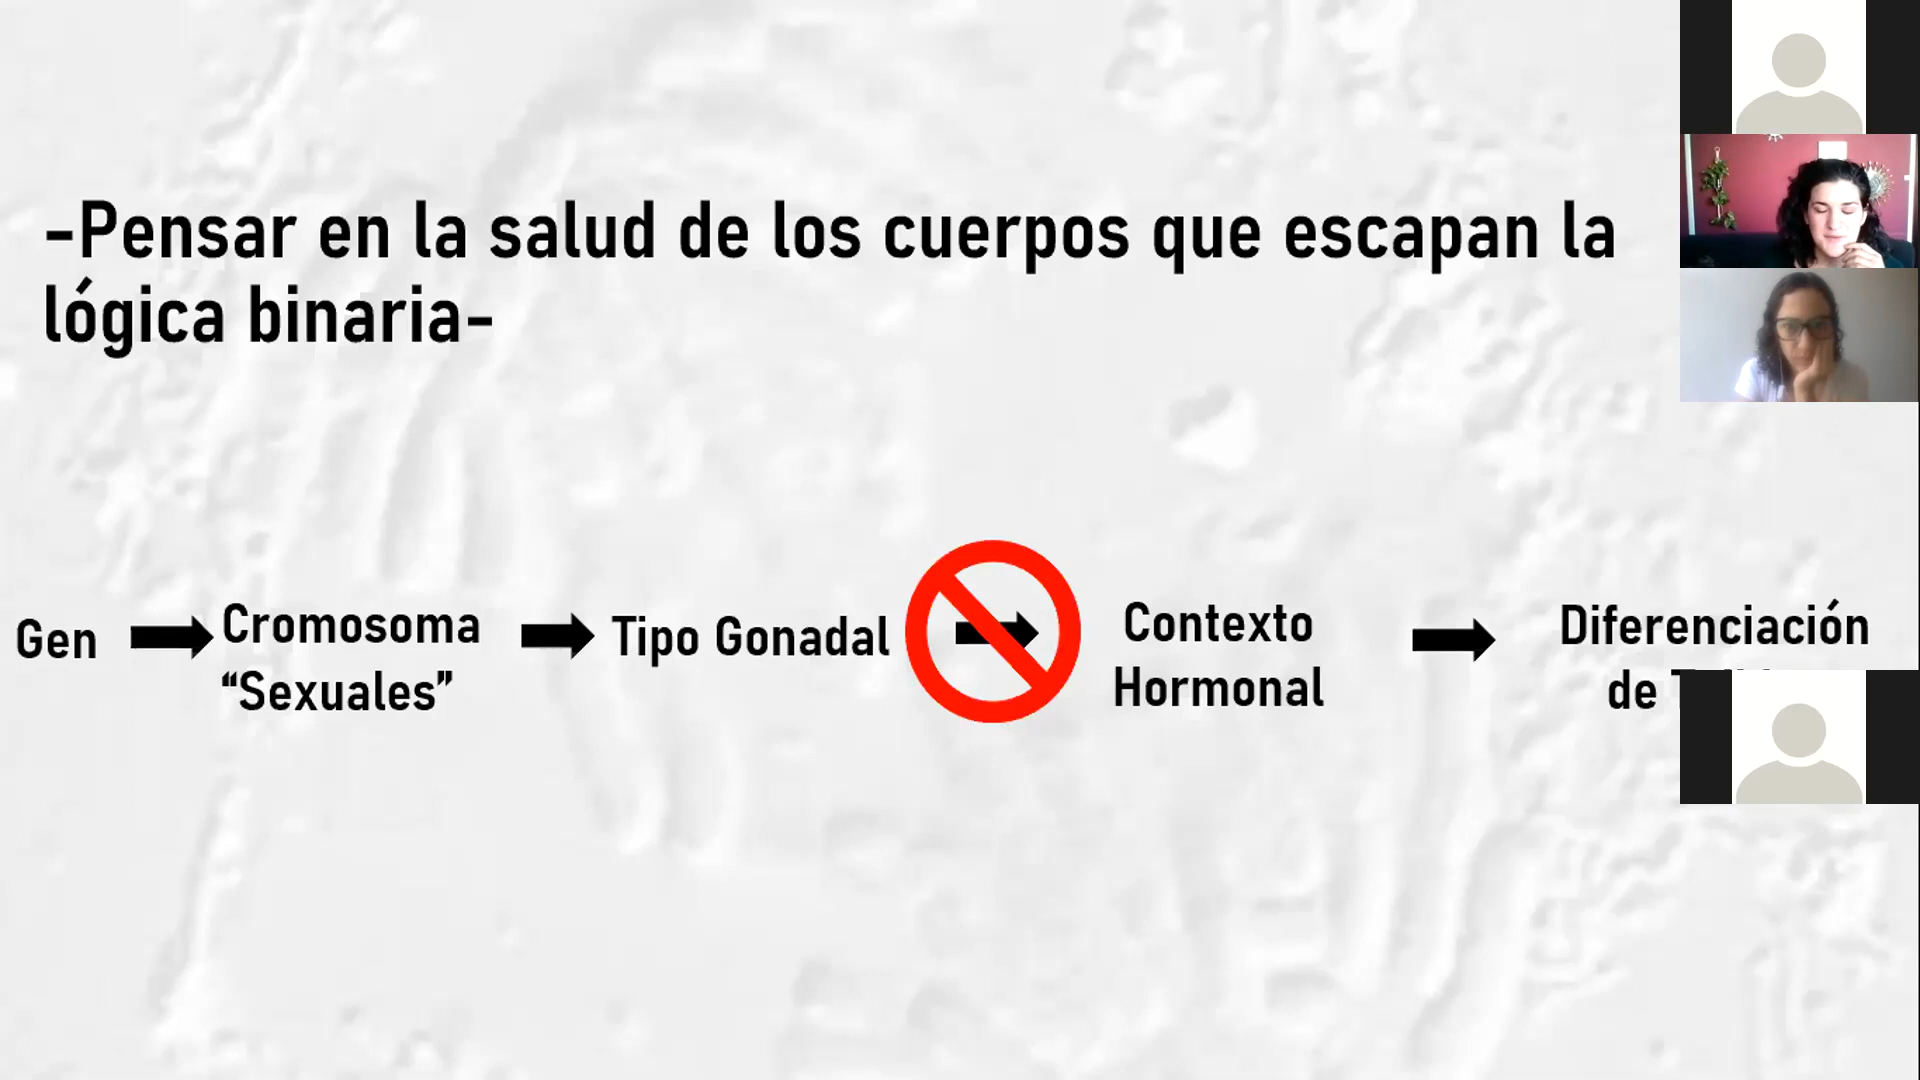 -Pensar en la salud de los cuerpos que escapan la
lógica binaria-
Gen
Cromosoma
“Sexuales”
Tipo Gonadal
Contexto
Hormonal
Diferenciación
de